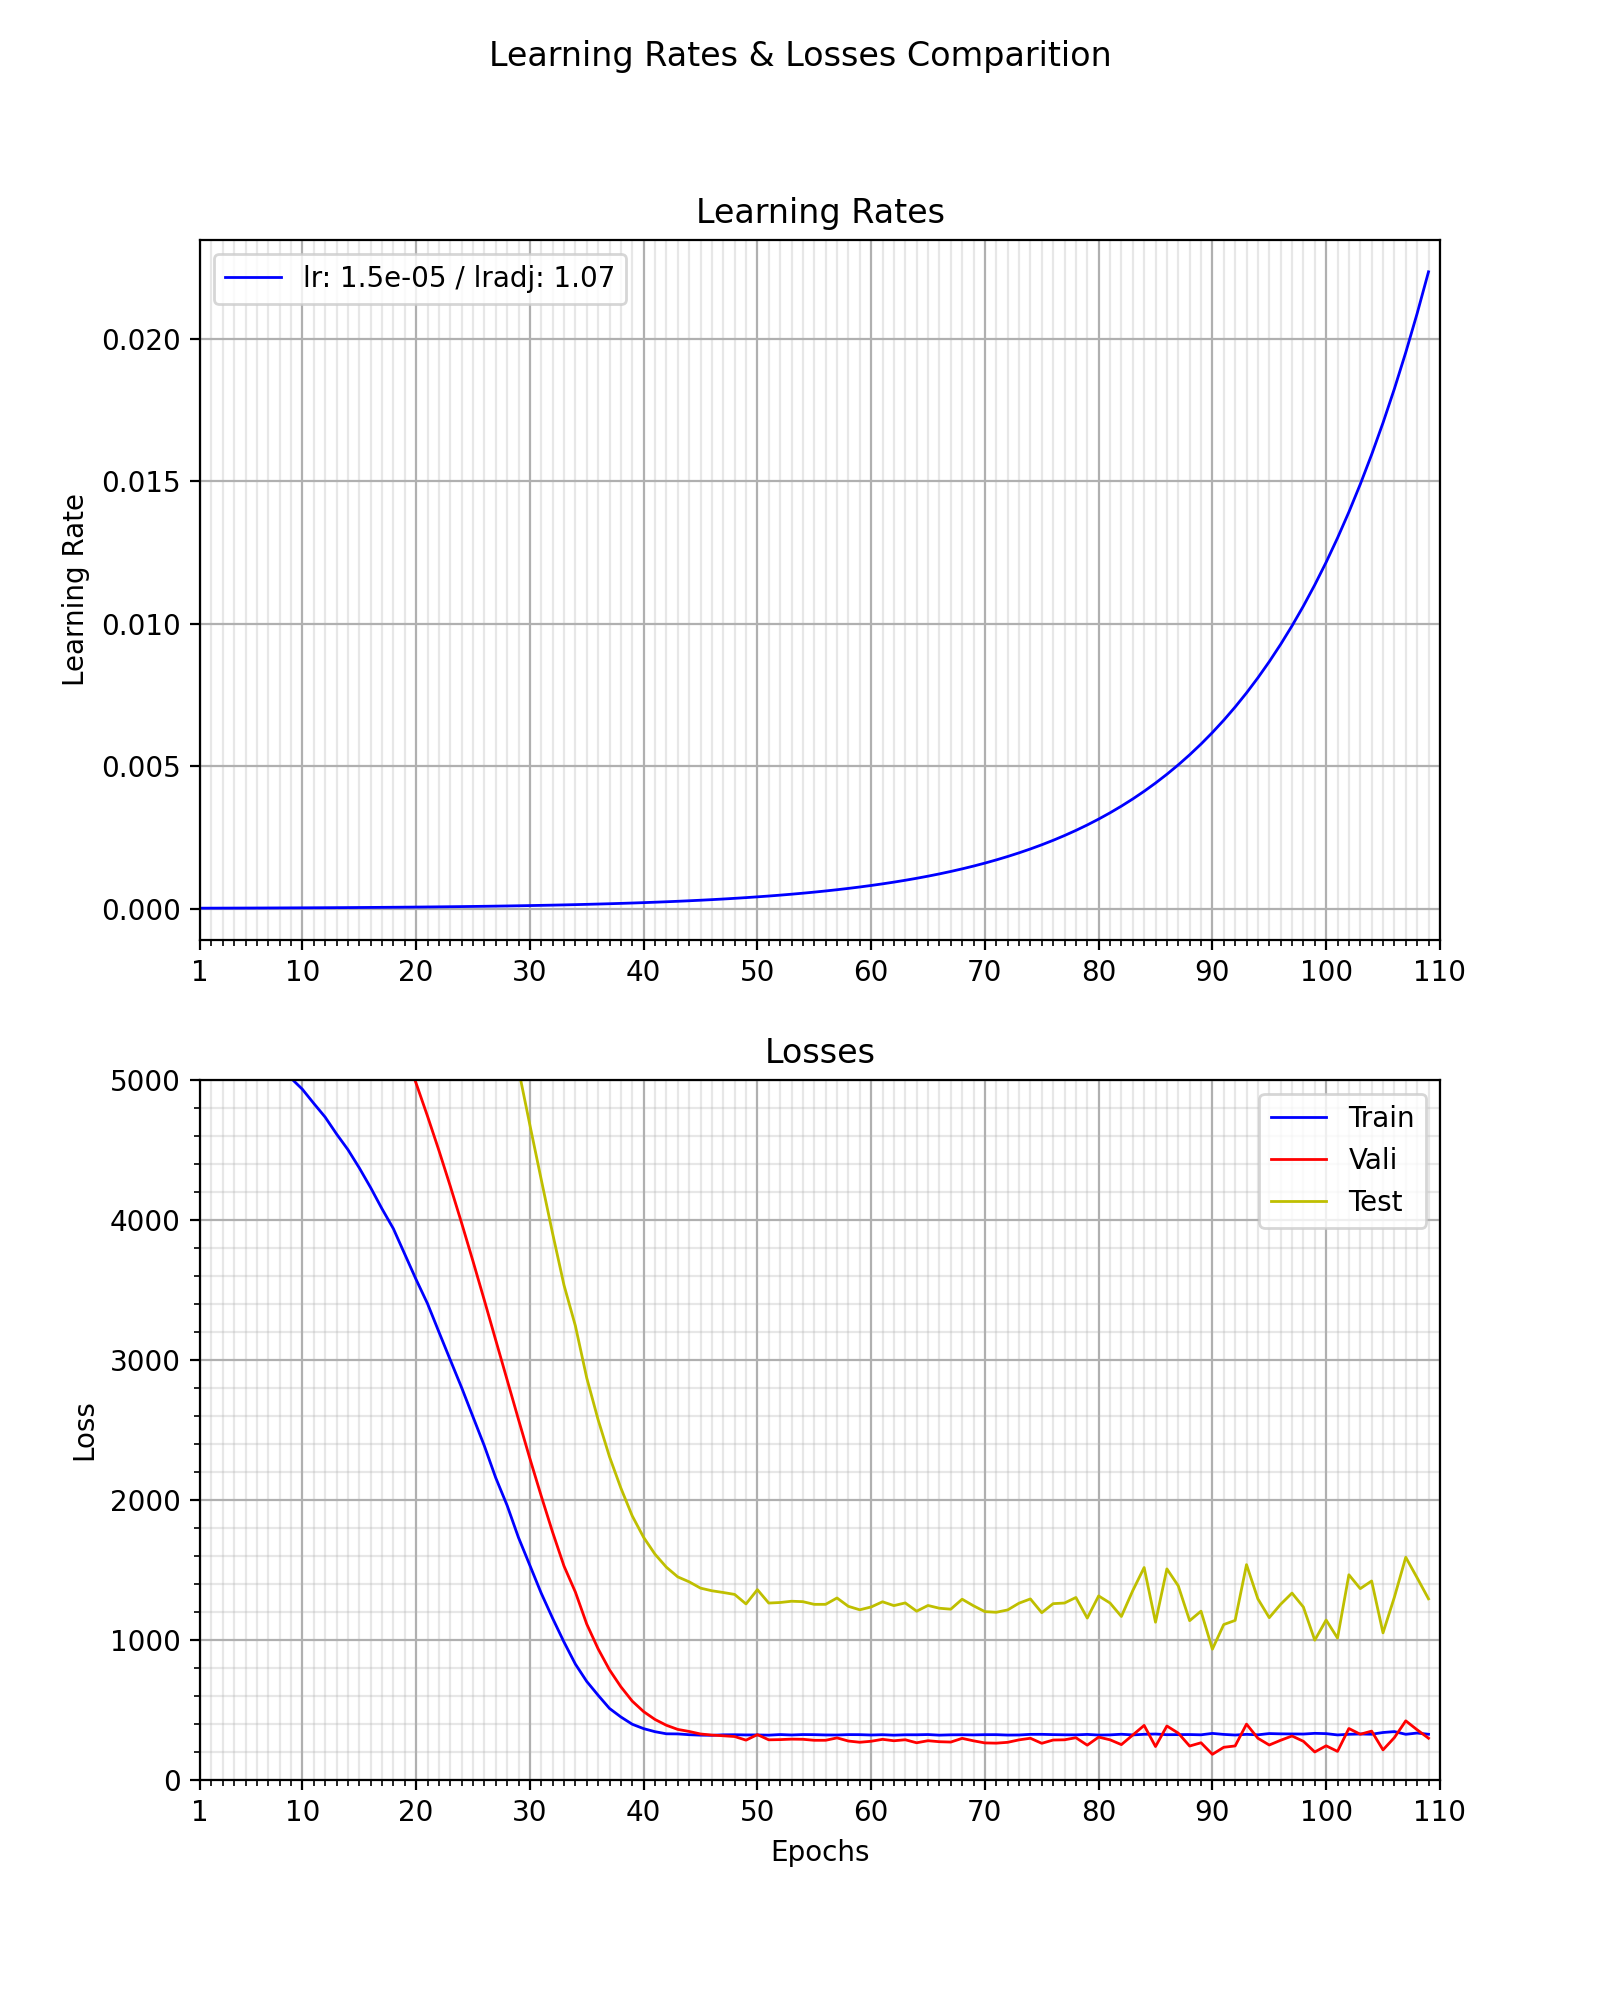 Learning Rates & Losses Comparition
Learning Rates
lr: 1.5e-05 / lradj: 1.07
Learning Rate
0.020
0.015
0.010
0.005
0.000
1 10 20 30 40 50 60 70 80 90 100 110
Losses
Train
Vali
Test
Loss
5000
4000
3000
2000
1000
0
1 10 20 30 40 50 60 70 80 90 100 110
Epochs